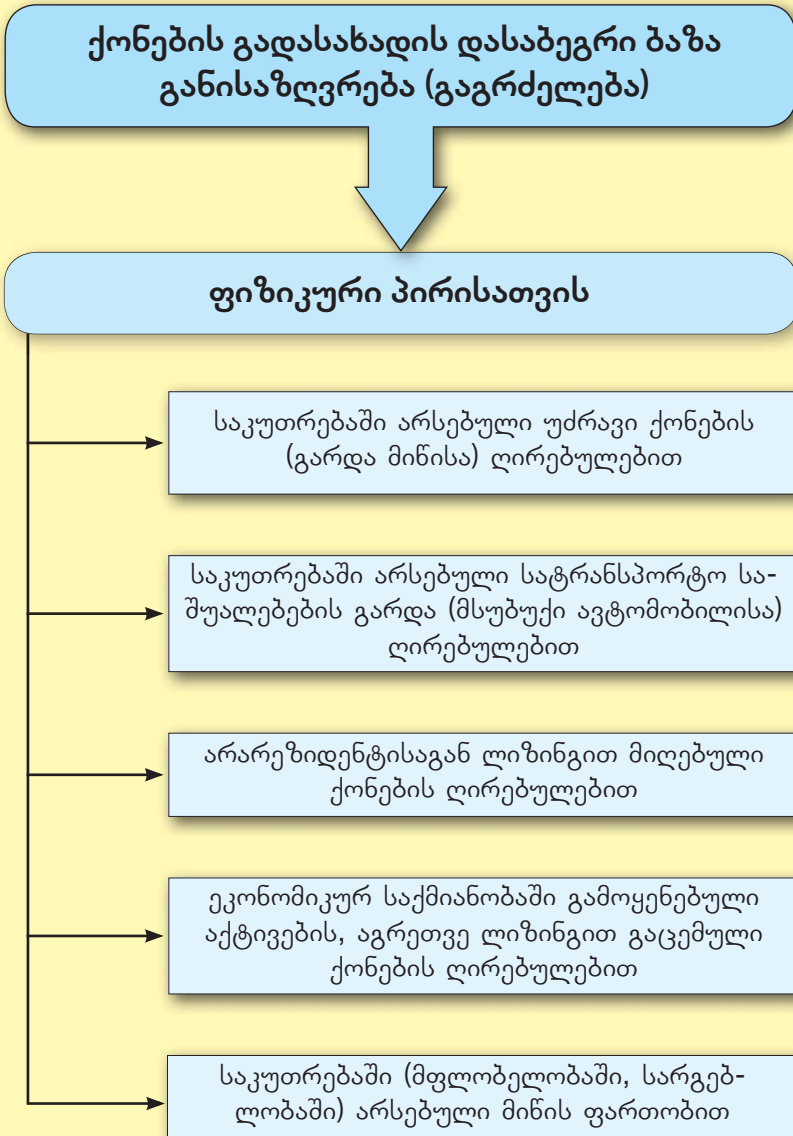 ქონების გადასახადის დასაბეგრი ბაზა
განისაზღვრება (გაგრძელება)
ფიზიკური პირისათვის
საკუთრებაში არსებული უძრავი ქონების
(გარდა მიწისა) ღირებულებით
საკუთრებაში არსებული სატრანსპორტო სა-
შუალებების გარდა (მსუბუქი ავტომობილისა)
ღირებულებით
არარეზიდენტისაგან ლიზინგით მიღებული
ქონების ღირებულებით
ეკონომიკურ საქმიანობაში გამოყენებული
აქტივების, აგრეთვე ლიზინგით გაცემული
ქონების ღირებულებით
საკუთრებაში (მფლობელობაში, სარგებ-
ლობაში) არსებული მიწის ფართობით